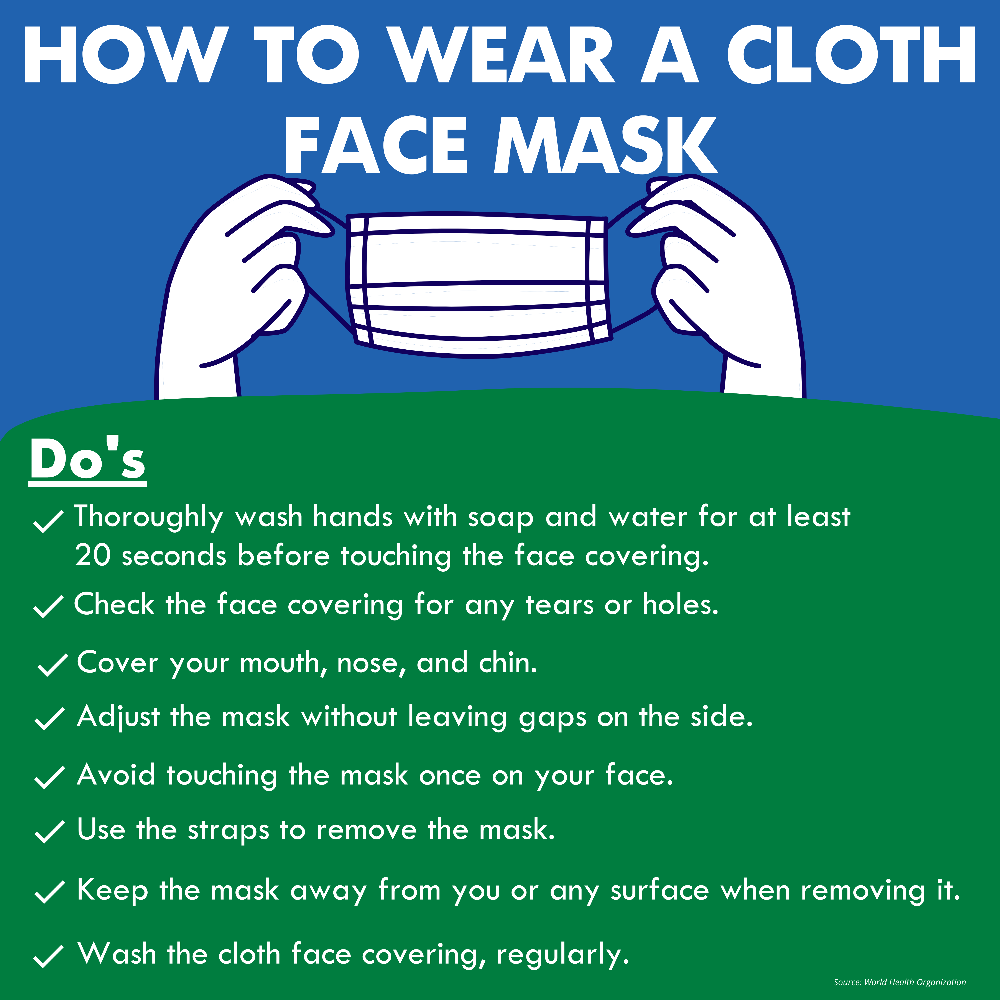 HOW TO WEAR A CLOTH
FACE MASK
Do's
Thoroughly wash hands with soap and water for at least
20 seconds before touching the face covering.
Check the face covering for any tears or holes.
Cover your mouth, nose, and chin.
Adjust the mask without leaving gaps on the side.
Avoid touching the mask once on your face.
Use the straps to remove the mask.
Keep the mask away from you or any surface when removing it.
Wash the cloth face covering, regularly.
Source: World Health Organization